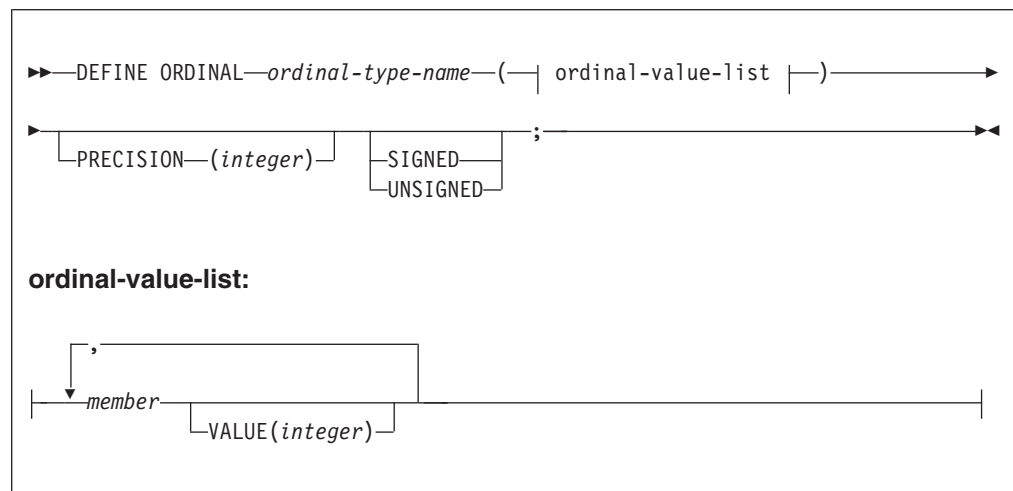 DEFINE ORDINAL ordinal-type-name ( ordinal-value-list )
;
PRECISION (integer) SIGNED
UNSIGNED
ordinal-value-list:
,
member
VALUE(integer)